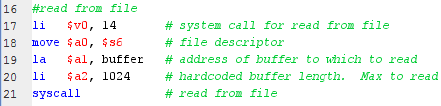 16 #read from file
17 li $v0, 14 # system call for read from file
18 move $a0, $s6 # file descriptor
19 la $a1, buffer # address of buffer to which to read
20 li $a2, 1024 # hardcoded buffer length. Max to read
21 syscall # read from file